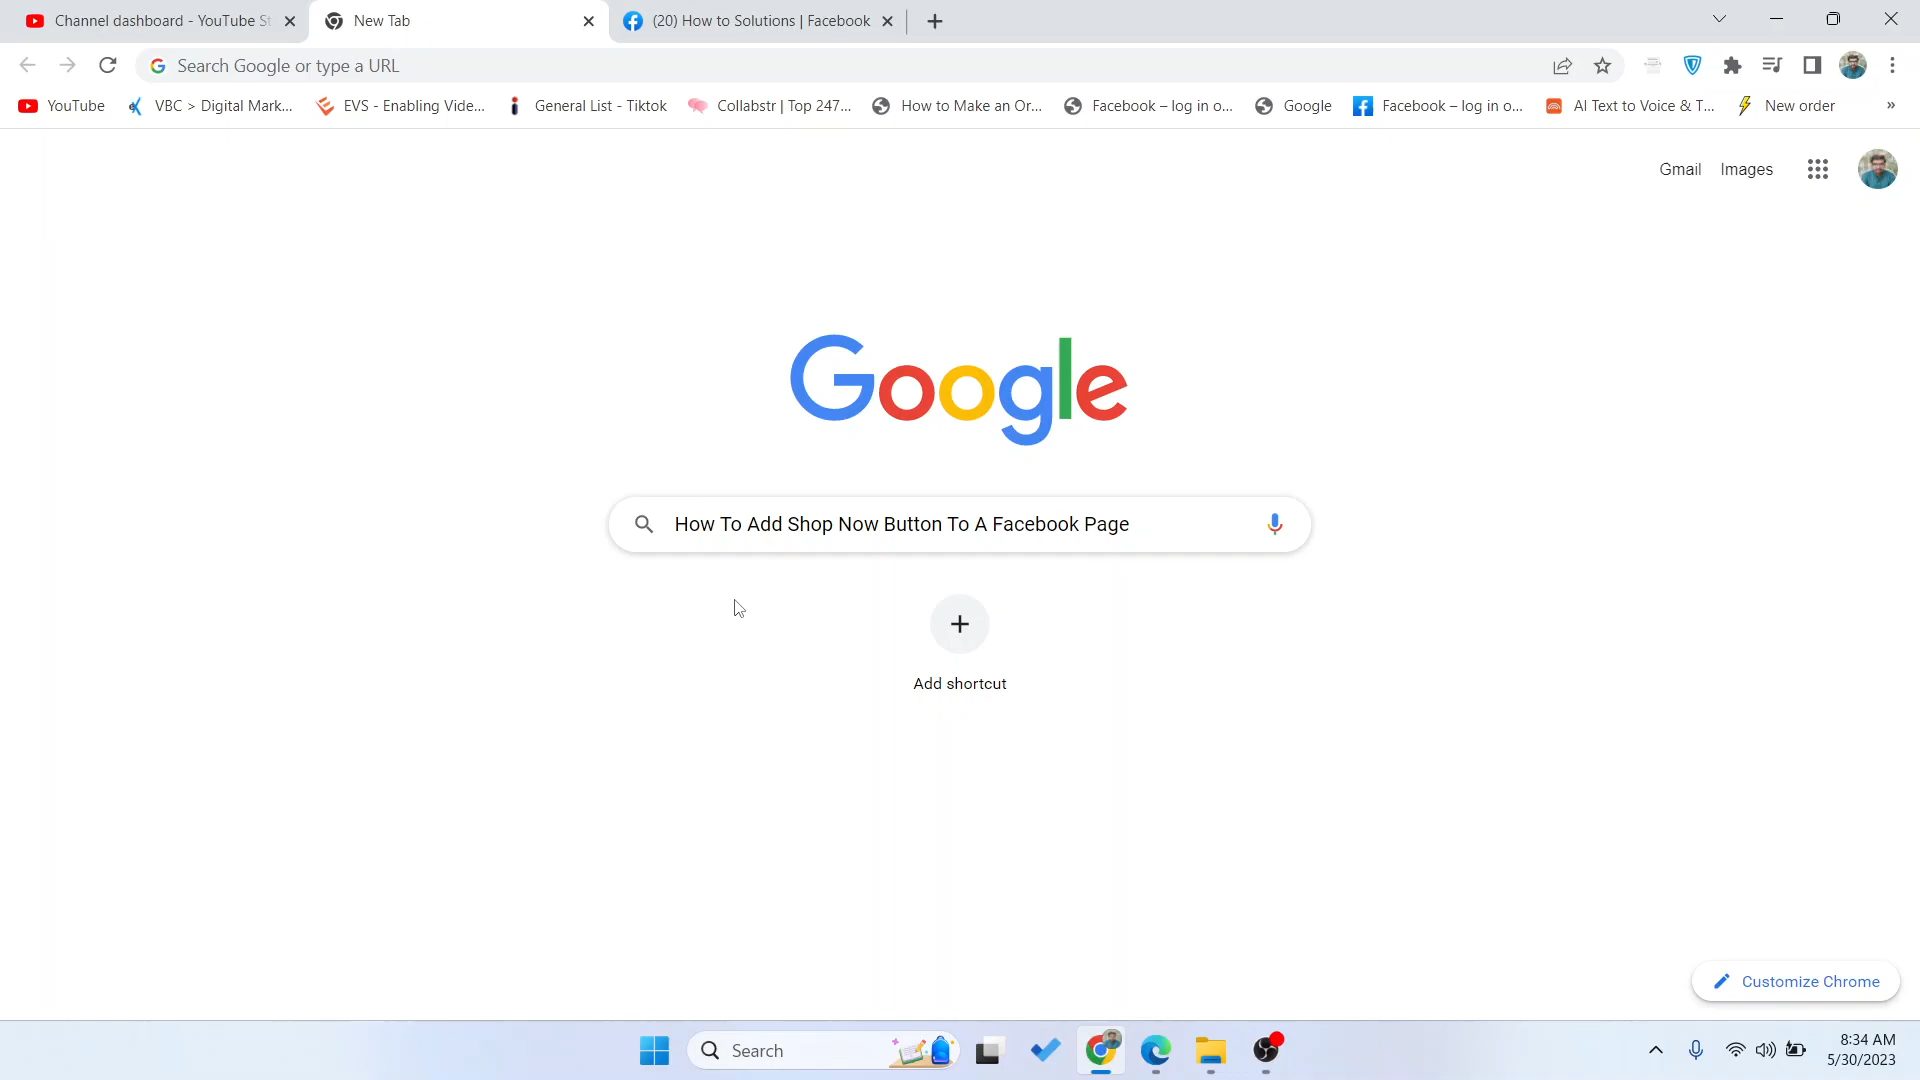 Channel dashboard - YouTube St
New Tab
(20) How to Solutions | Facebook
Search Google or type a URL
YouTube
VBC > Digital Mark...
EVS - Enabling Vide...
General List - Tiktok
Collabstr | Top 247...
How to Make an Or...
Facebook – log in o...
Google
Facebook – log in o...
AI Text to Voice & T...
New order
»
Gmail
Images
Google
How To Add Shop Now Button To A Facebook Page
Add shortcut
Customize Chrome
Search
8:34 AM
5/30/2023